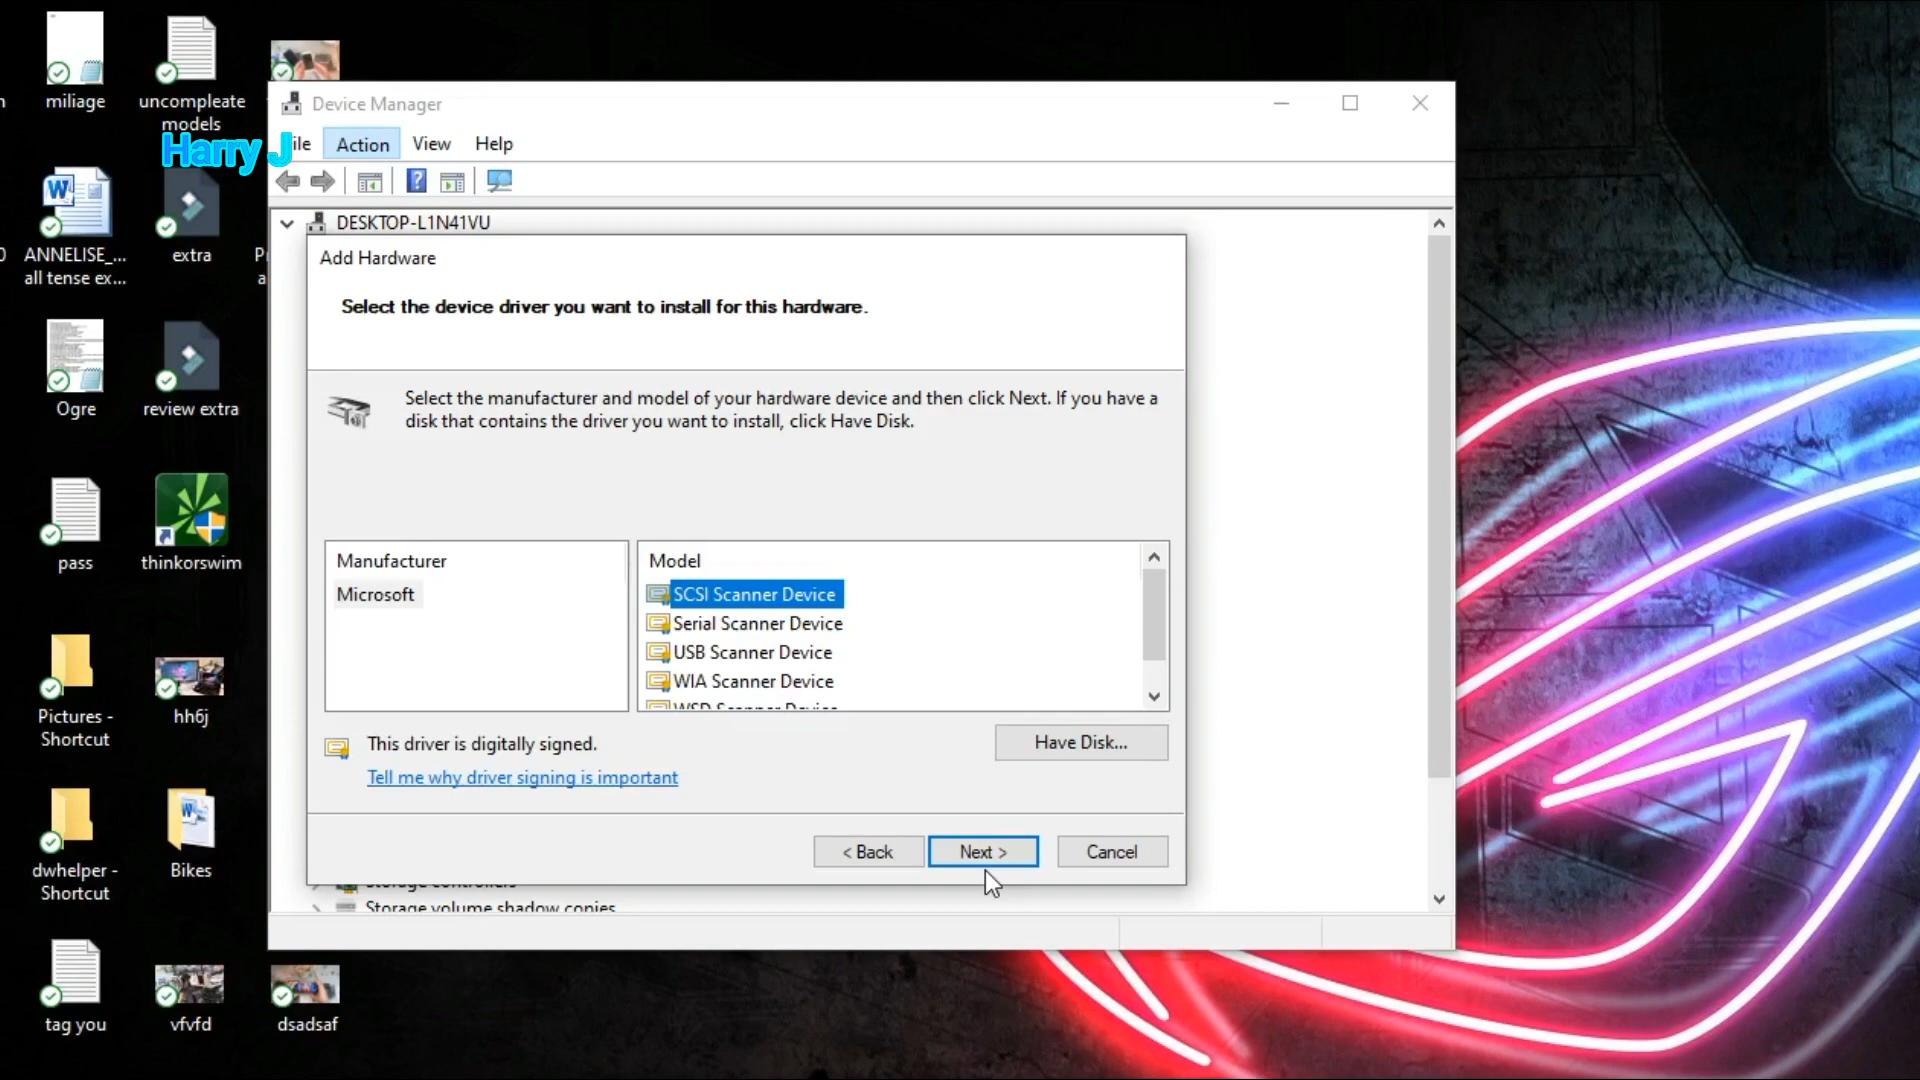 miliage
uncompleate
models
Harry J
Device Manager
ile
Action
View
Help
DESKTOP-L1N41VU
ANNELISE_...
all tense ex...
extra
Add Hardware
Select the device driver you want to install for this hardware.
Select the manufacturer and model of your hardware device and then click Next. If you have a
disk that contains the driver you want to install, click Have Disk.
Ogre
review extra
Manufacturer
Microsoft
Model
SCSI Scanner Device
Serial Scanner Device
USB Scanner Device
WIA Scanner Device
WSD Scanner Device
pass
thinkorswim
This driver is digitally signed.
Have Disk...
Tell me why driver signing is important
Pictures -
Shortcut
hh6j
< Back
Next >
Cancel
Storage controllers
Storage volume shadow copies
dwhelper -
Shortcut
Bikes
tag you
vfvfd
dsadsaf